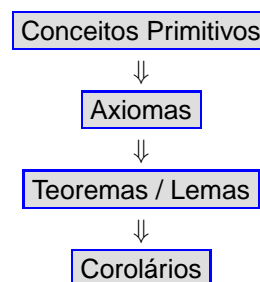 Conceitos Primitivos
⇓
Axiomas
⇓
Teoremas / Lemas
⇓
Corolários